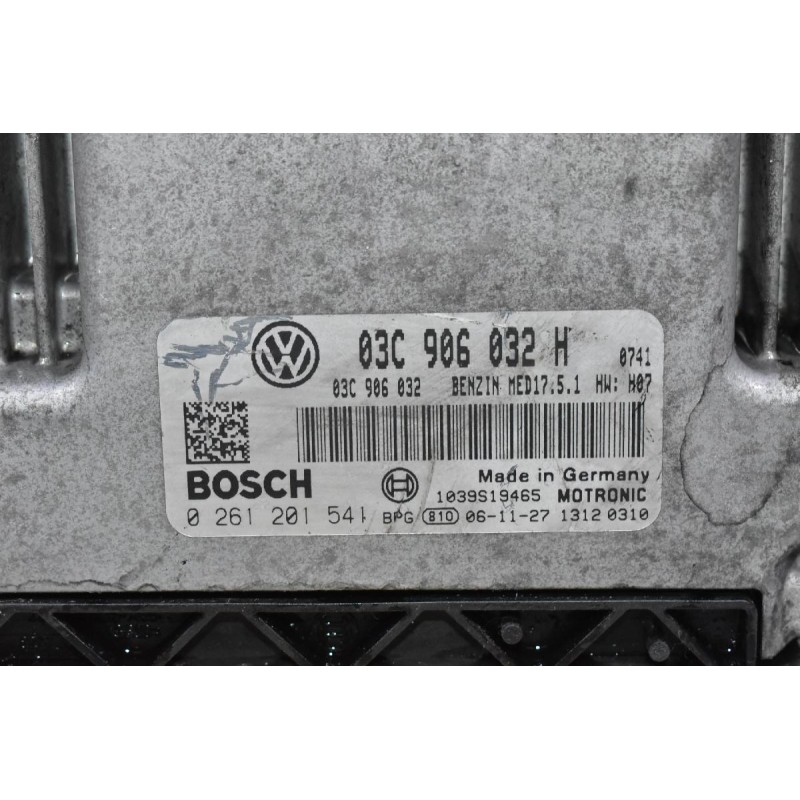 03C 906 032 H 0741
03C 906 032 BENZIN MED17.5.1 HW: H07
BOSCH Made in Germany
1039S19465 MOTRONIC
0 261 201 541 BPG 810 06-11-27 1312 0310